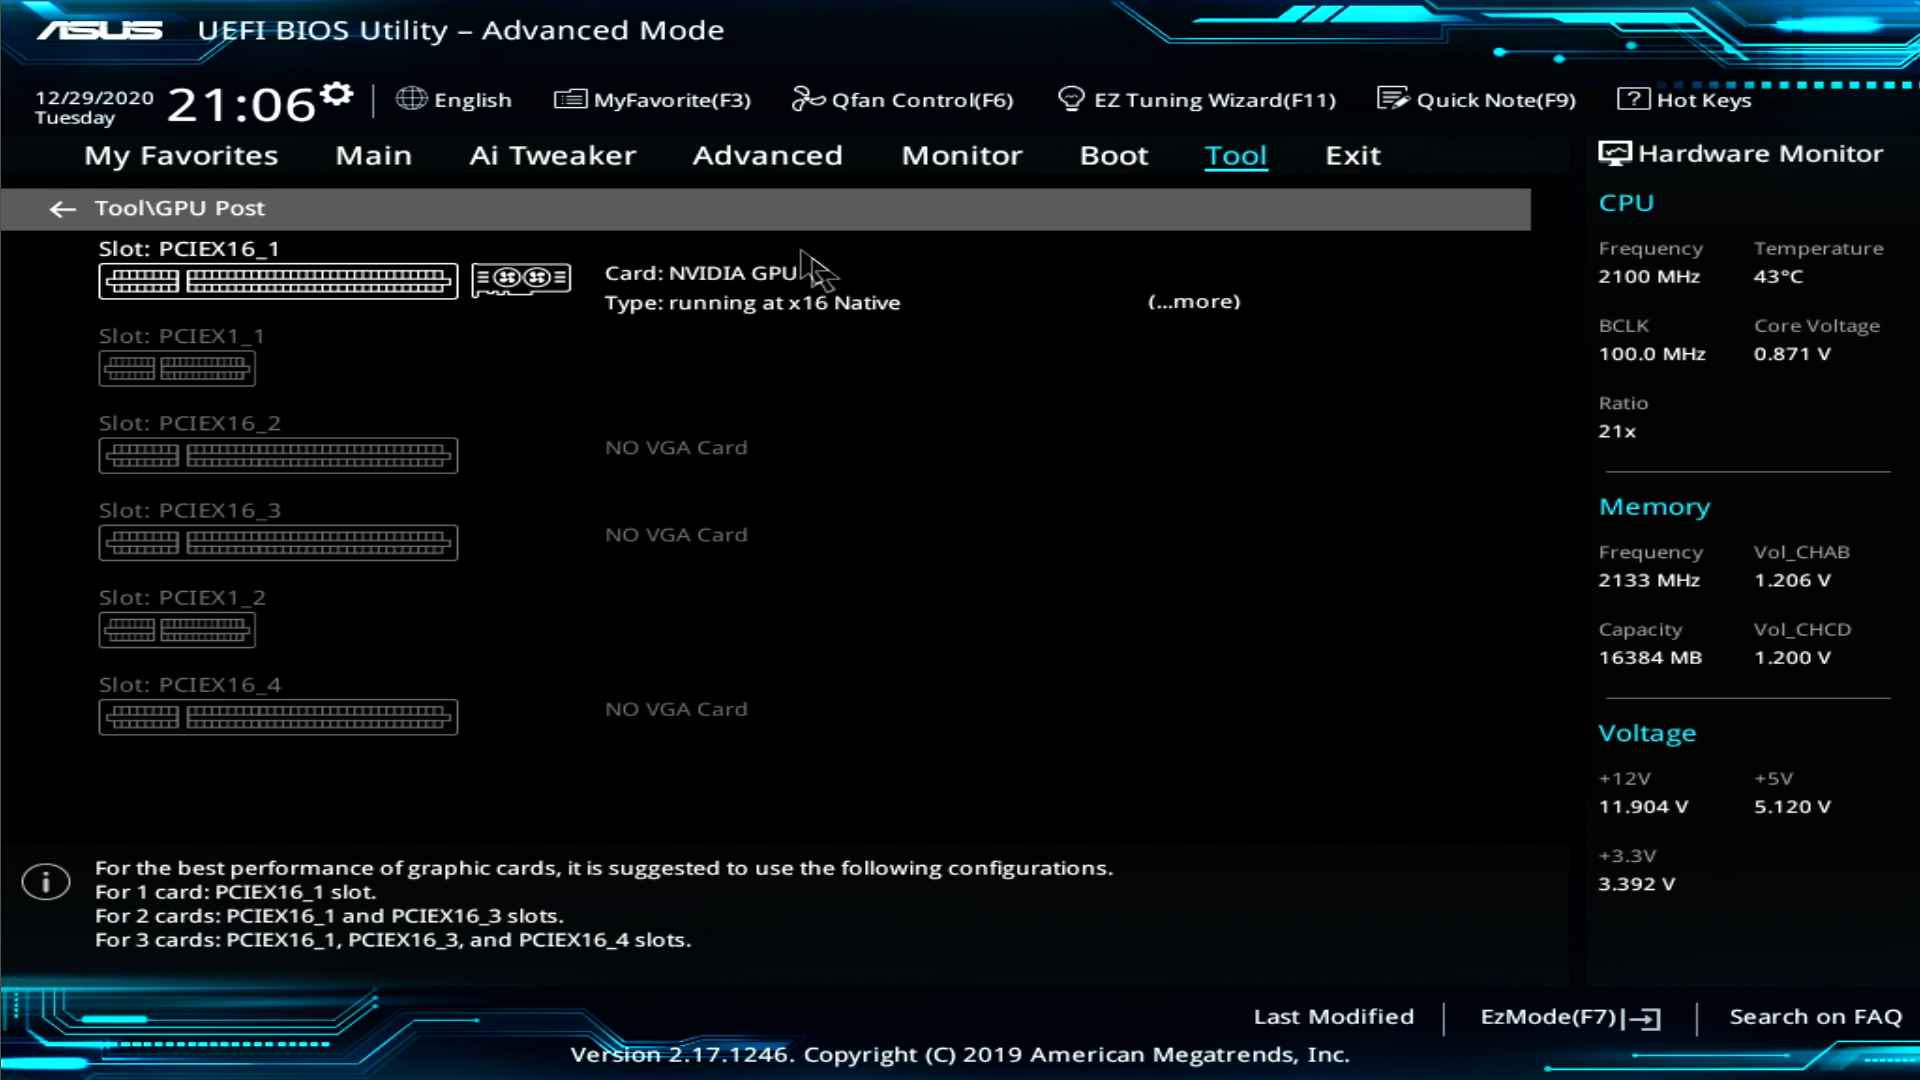 ASUS UEFI BIOS Utility – Advanced Mode
12/29/2020
Tuesday
21:06
English
MyFavorite(F3)
Qfan Control(F6)
EZ Tuning Wizard(F11)
Quick Note(F9)
? Hot Keys
My Favorites
Main
Ai Tweaker
Advanced
Monitor
Boot
Tool
Exit
← Tool\GPU Post
Slot: PCIEX16_1
Card: NVIDIA GPU
Type: running at x16 Native
(...more)
Slot: PCIEX1_1
Slot: PCIEX16_2
NO VGA Card
Slot: PCIEX16_3
NO VGA Card
Slot: PCIEX1_2
Slot: PCIEX16_4
NO VGA Card
i
For the best performance of graphic cards, it is suggested to use the following configurations.
For 1 card: PCIEX16_1 slot.
For 2 cards: PCIEX16_1 and PCIEX16_3 slots.
For 3 cards: PCIEX16_1, PCIEX16_3, and PCIEX16_4 slots.
Hardware Monitor
CPU
Frequency Temperature
2100 MHz 43°C
BCLK Core Voltage
100.0 MHz 0.871 V
Ratio
21x
Memory
Frequency Vol_CHAB
2133 MHz 1.206 V
Capacity Vol_CHCD
16384 MB 1.200 V
Voltage
+12V +5V
11.904 V 5.120 V
+3.3V
3.392 V
Last Modified
EzMode(F7)
Search on FAQ
Version 2.17.1246. Copyright (C) 2019 American Megatrends, Inc.